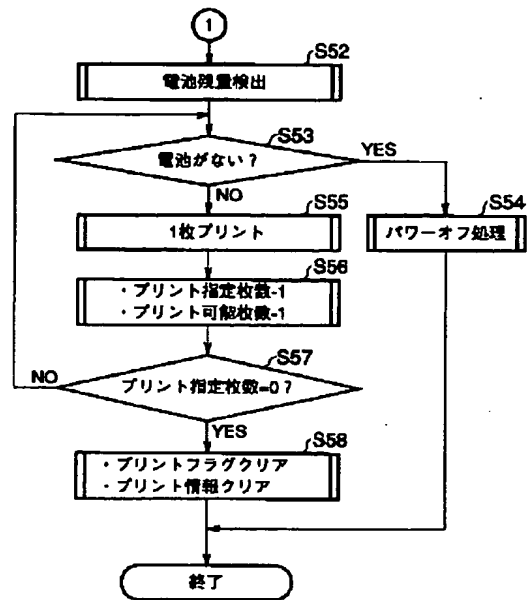 1
S52
電池残量検出
S53
電池がない?
YES
NO
S54
パワーオフ処理
S55
1枚プリント
S56
・プリント指定枚数-1
・プリント可能枚数-1
S57
プリント指定枚数=0?
NO
YES
S58
・プリントフラグクリア
・プリント情報クリア
終了